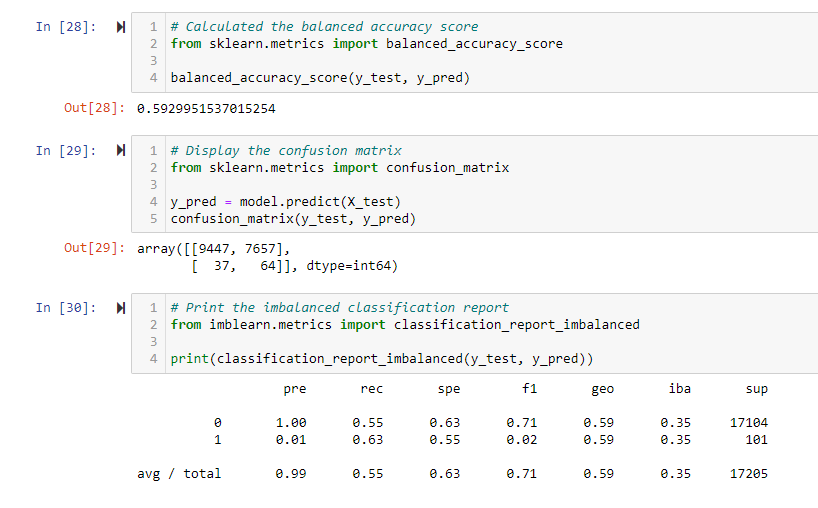 In [28]:
1 # Calculated the balanced accuracy score
2 from sklearn.metrics import balanced_accuracy_score
3
4 balanced_accuracy_score(y_test, y_pred)
Out[28]: 0.5929951537015254
In [29]:
1 # Display the confusion matrix
2 from sklearn.metrics import confusion_matrix
3
4 y_pred = model.predict(X_test)
5 confusion_matrix(y_test, y_pred)
Out[29]: array([[9447, 7657],
[ 37, 64]], dtype=int64)
In [30]:
1 # Print the imbalanced classification report
2 from imblearn.metrics import classification_report_imbalanced
3
4 print(classification_report_imbalanced(y_test, y_pred))
pre rec spe f1 geo iba sup
0 1.00 0.55 0.63 0.71 0.59 0.35 17104
1 0.01 0.63 0.55 0.02 0.59 0.35 101
avg / total 0.99 0.55 0.63 0.71 0.59 0.35 17205